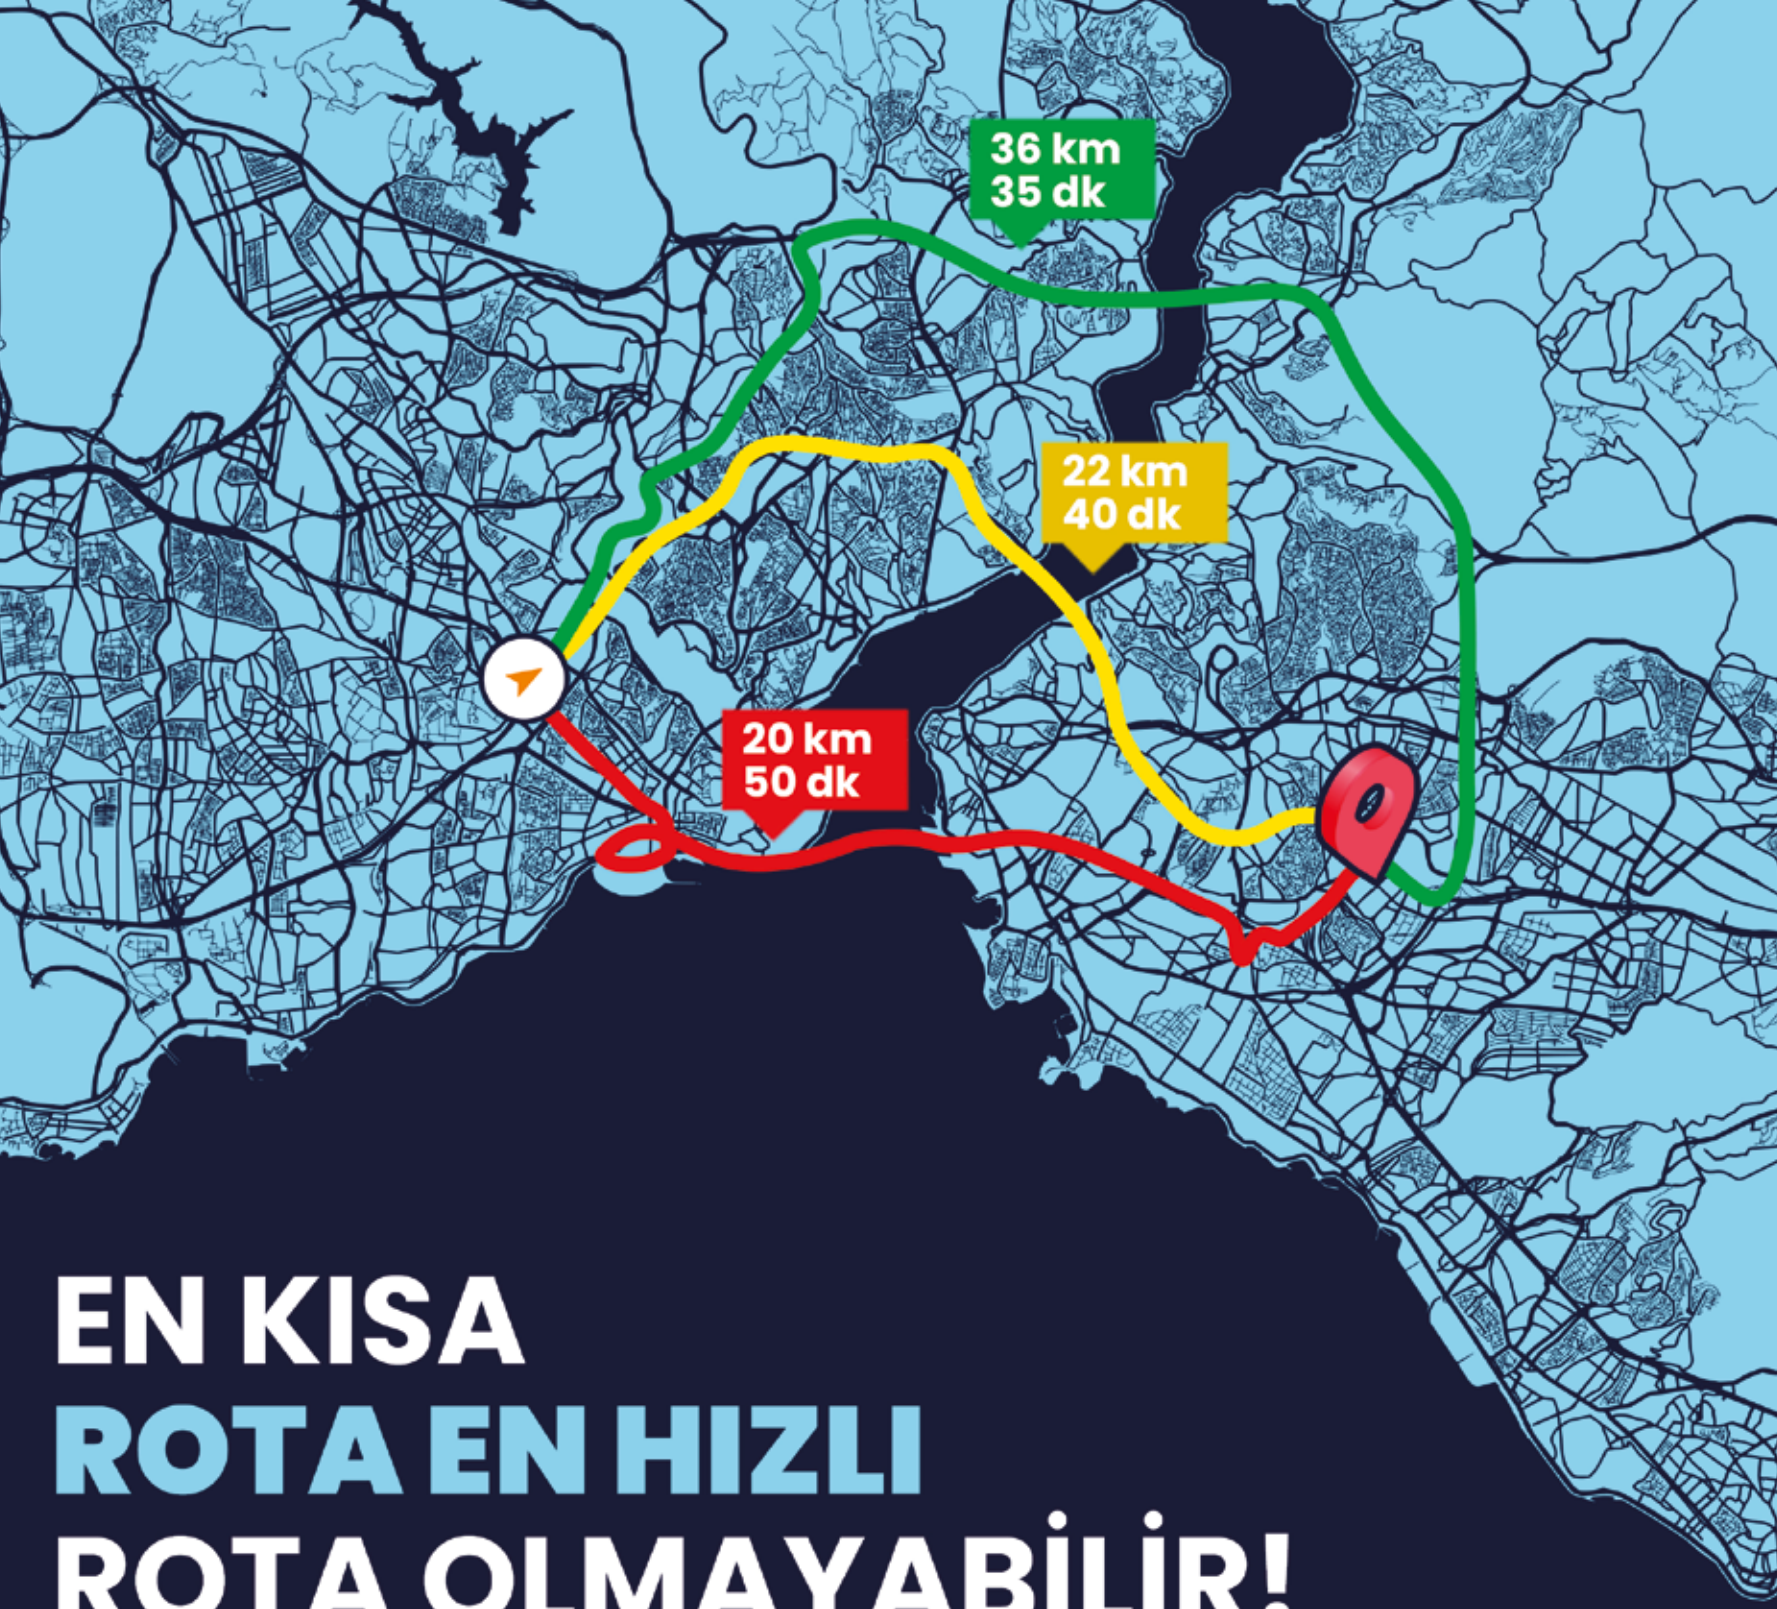 36 km
35 dk
22 km
40 dk
20 km
50 dk
EN KISA
ROTA EN HIZLI
ROTA OLMAYABİLİR!